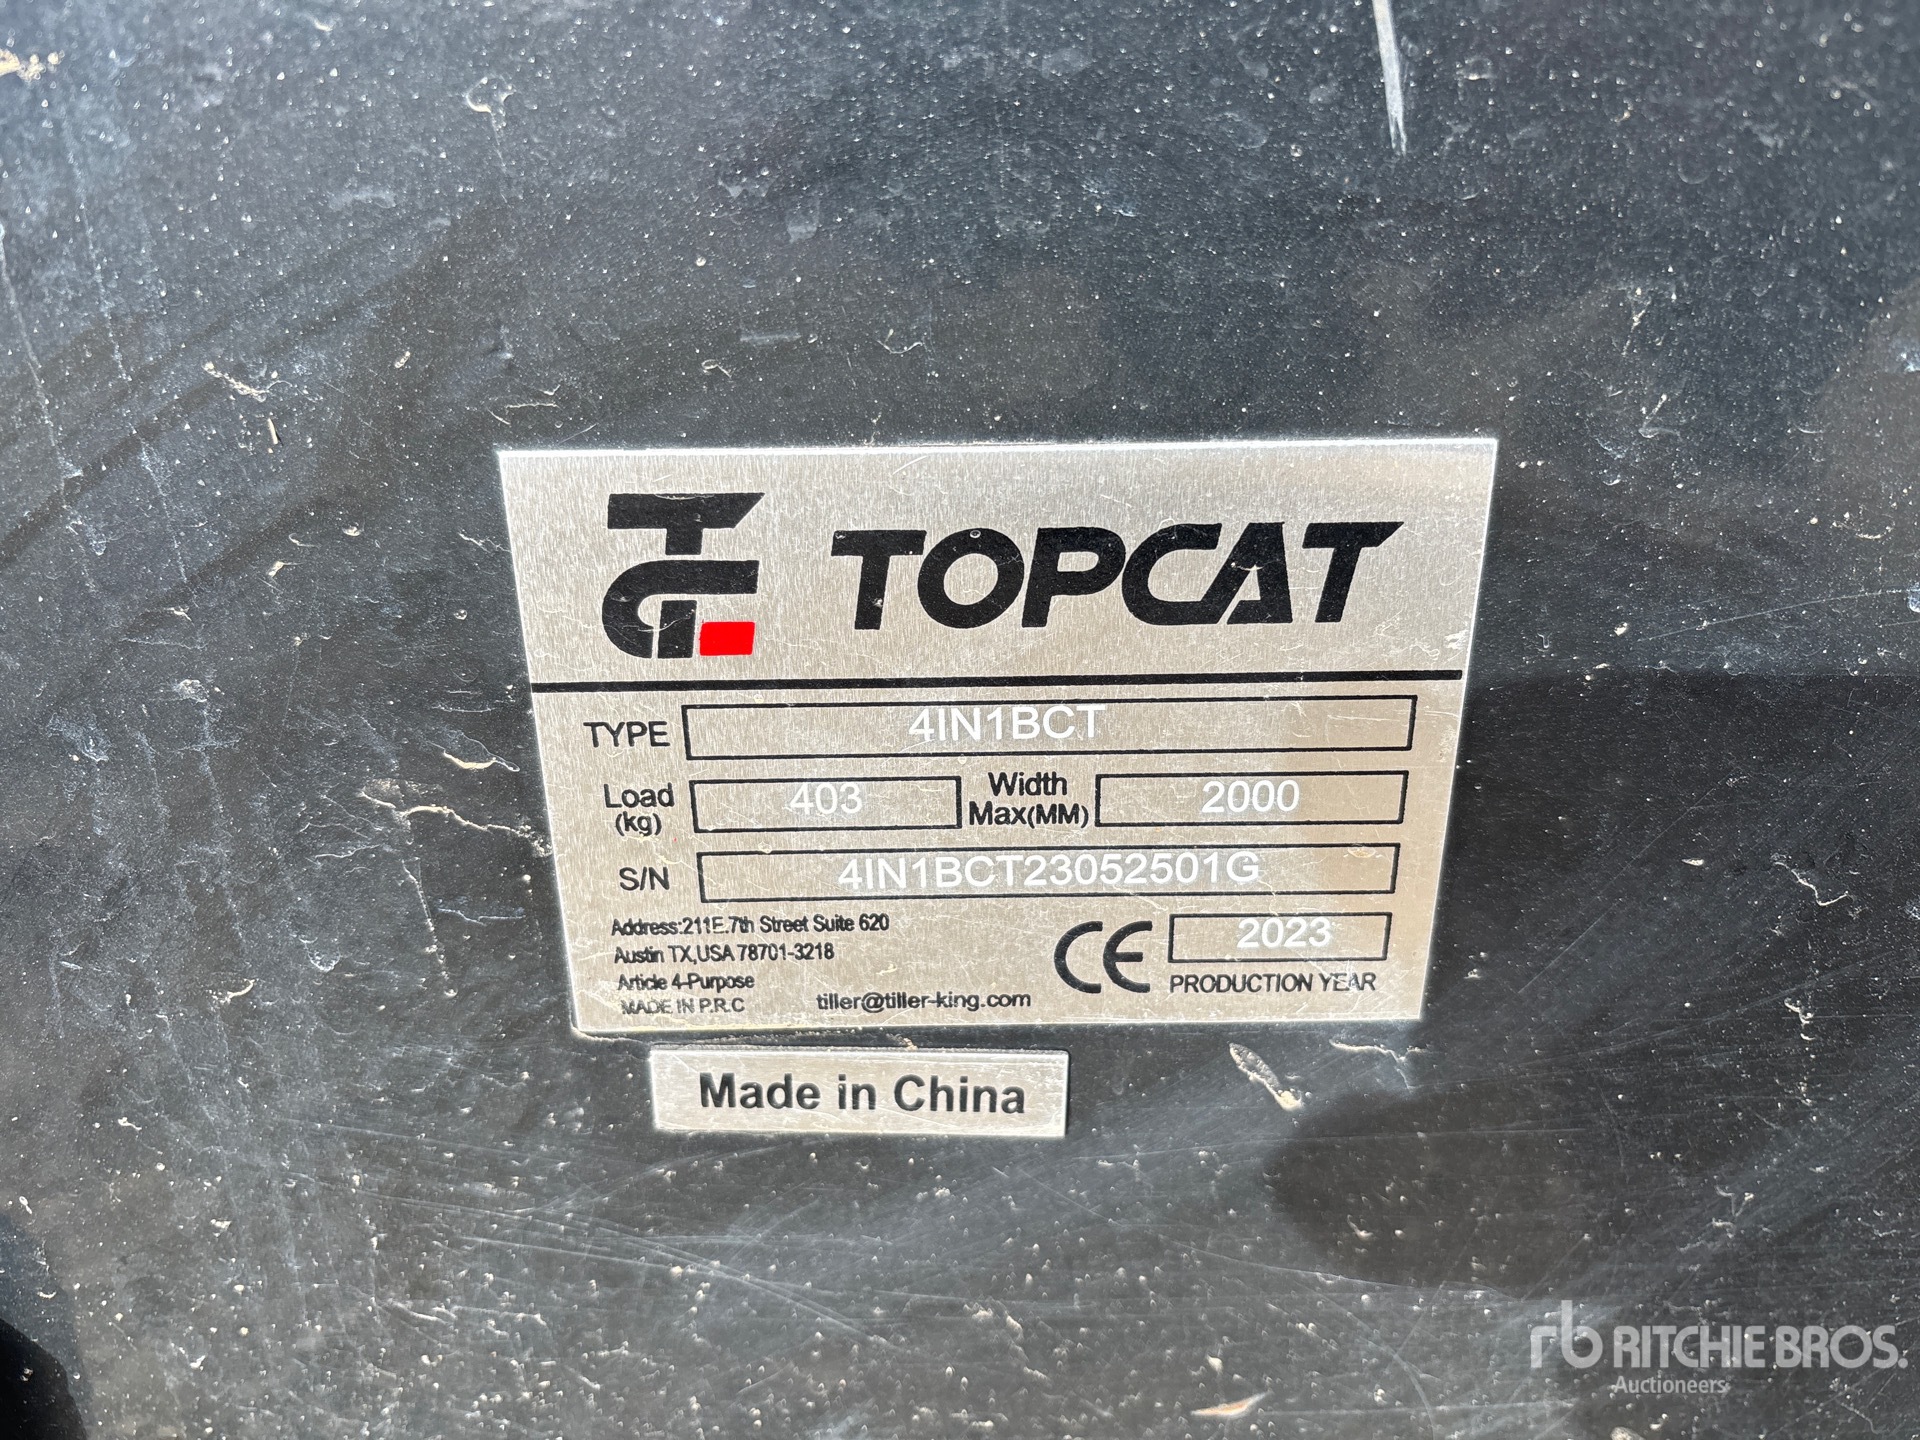 TC TOPCAT
TYPE 4IN1BCT
Load (kg) 403 Width Max(MM) 2000
S/N 4IN1BCT23052501G
Address:211E.7th Street Suite 620
Austin TX,USA 78701-3218
Article 4-Purpose
MADE IN P.R.C tiller@tiller-king.com
CE 2023
PRODUCTION YEAR
Made in China
rb RITCHIE BROS.
Auctioneers